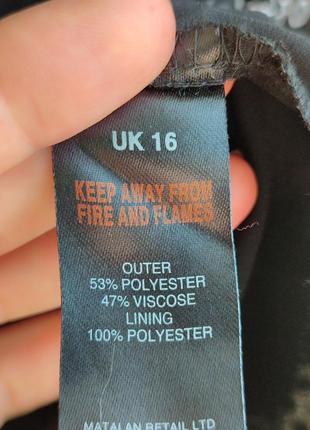 UK 16
KEEP AWAY FROM
FIRE AND FLAMES
OUTER
53% POLYESTER
47% VISCOSE
LINING
100% POLYESTER
MATALAN RETAIL LTD